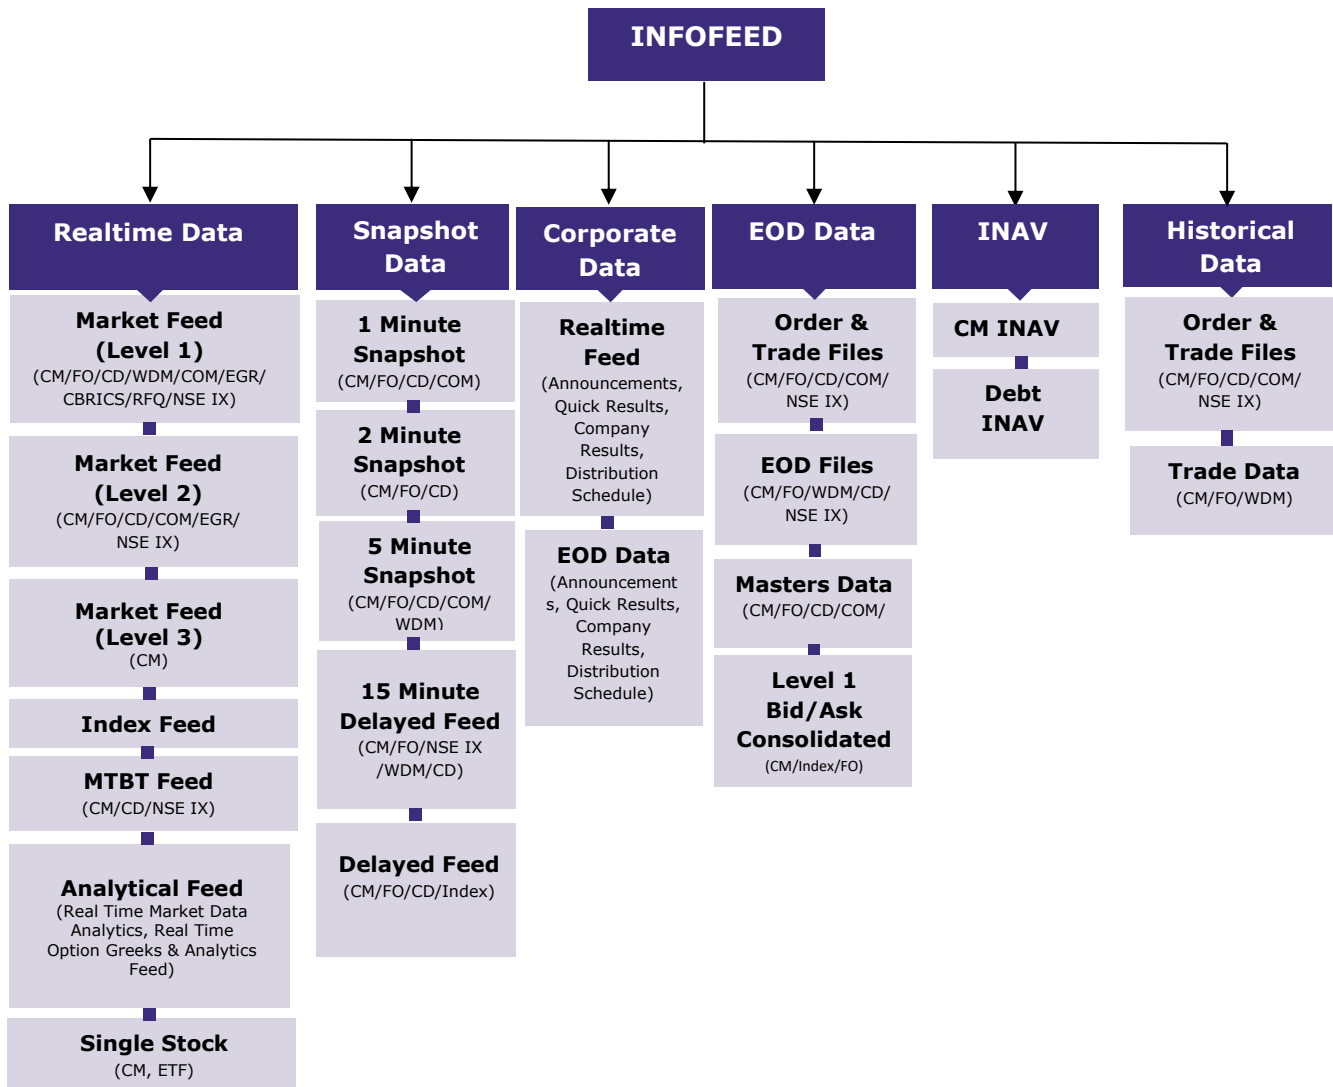 INFOFEED
Realtime Data
Market Feed
(Level 1)
(CM/FO/CD/WDM/COM/EGR/
CBRICS/RFQ/NSE IX)
Market Feed
(Level 2)
(CM/FO/CD/COM/EGR/
NSE IX)
Market Feed
(Level 3)
(CM)
Index Feed
MTBT Feed
(CM/CD/NSE IX)
Analytical Feed
(Real Time Market Data
Analytics, Real Time
Option Greeks & Analytics
Feed)
Single Stock
(CM, ETF)
Snapshot
Data
1 Minute
Snapshot
(CM/FO/CD/COM)
2 Minute
Snapshot
(CM/FO/CD)
5 Minute
Snapshot
(CM/FO/CD/COM/
WDM)
15 Minute
Delayed Feed
(CM/FO/NSE IX
/WDM/CD)
Delayed Feed
(CM/FO/CD/Index)
Corporate
Data
Realtime
Feed
(Announcements,
Quick Results,
Company
Results,
Distribution
Schedule)
EOD Data
(Announcement
s, Quick Results,
Company
Results,
Distribution
Schedule)
EOD Data
Order &
Trade Files
(CM/FO/CD/COM/
NSE IX)
EOD Files
(CM/FO/WDM/CD/
NSE IX)
Masters Data
(CM/FO/CD/COM/
Level 1
Bid/Ask
Consolidated
(CM/Index/FO)
INAV
CM INAV
Debt
INAV
Historical
Data
Order &
Trade Files
(CM/FO/CD/COM/
NSE IX)
Trade Data
(CM/FO/WDM)